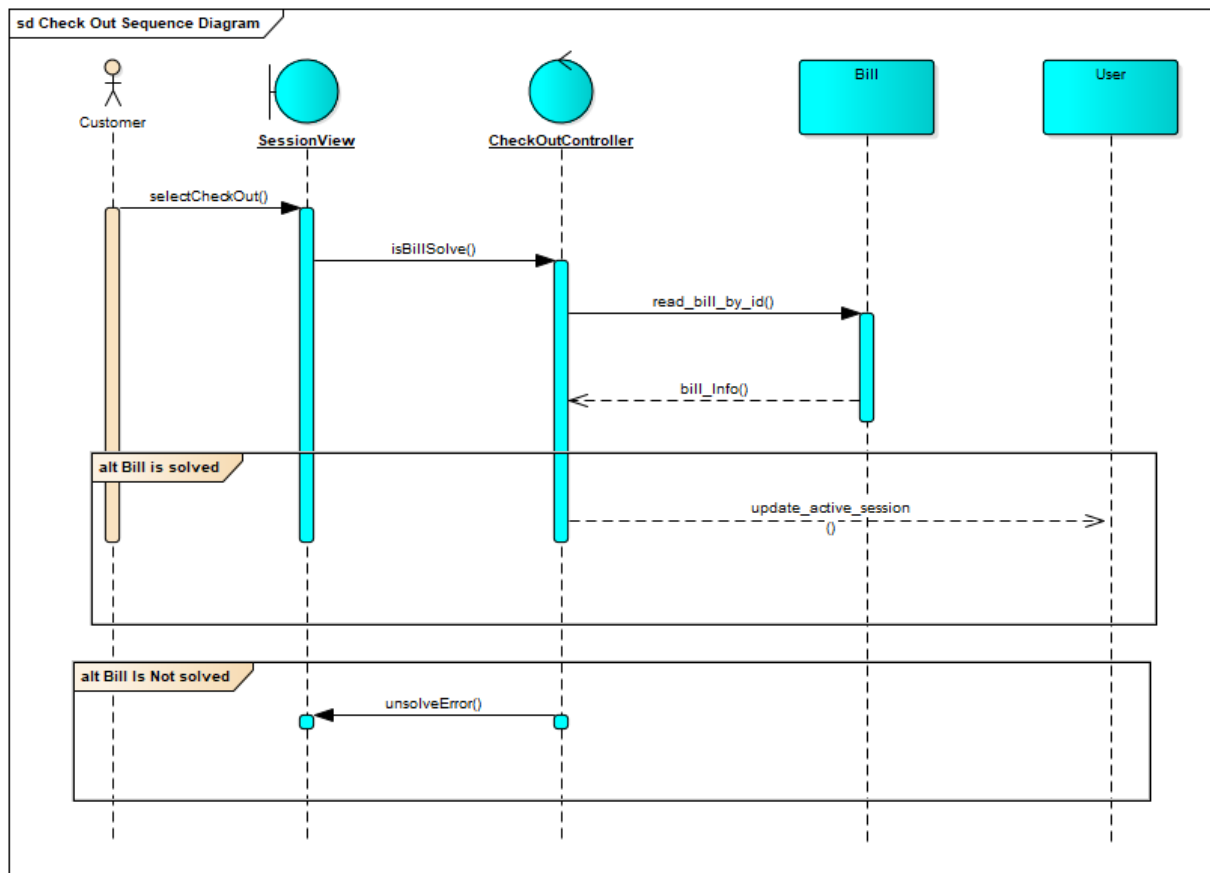 sd Check Out Sequence Diagram
Customer
SessionView
CheckOutController
Bill
User
selectCheckOut()
isBillSolve()
read_bill_by_id()
bill_Info()
alt Bill is solved
update_active_session
()
alt Bill Is Not solved
unsolveError()